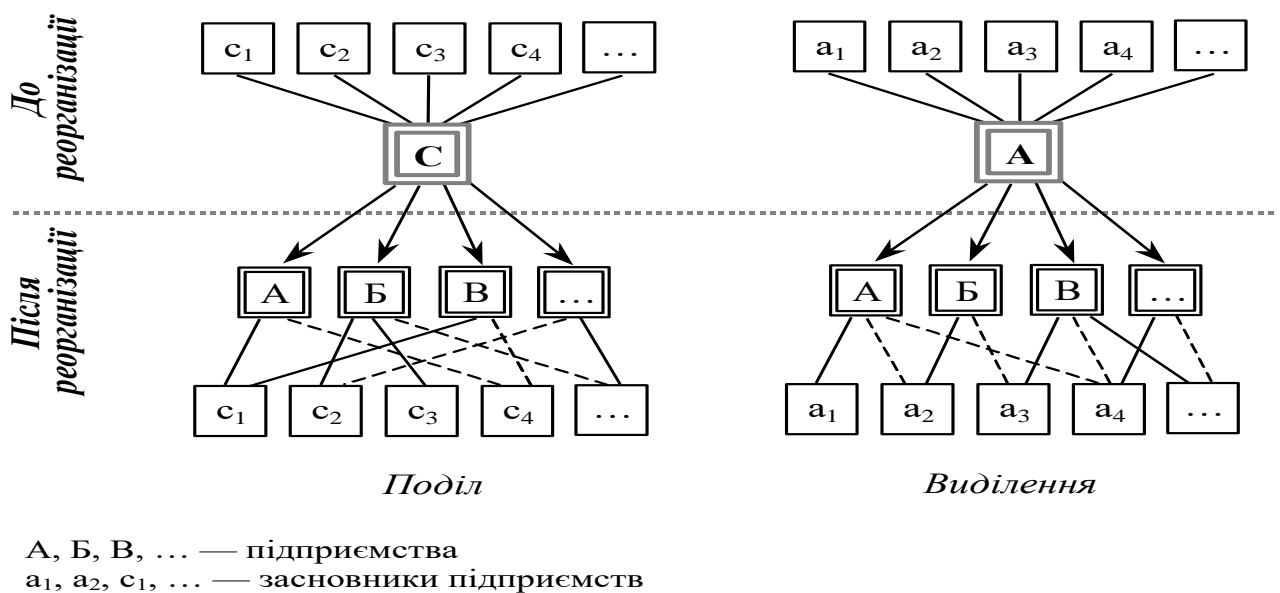 До
реорганізації
c1 c2 c3 c4 …
a1 a2 a3 a4 …
С
А
Після
реорганізації
А Б В …
А Б В …
c1 c2 c3 c4 …
a1 a2 a3 a4 …
Поділ
Виділення
А, Б, В, … — підприємства
a1, a2, c1, … — засновники підприємств